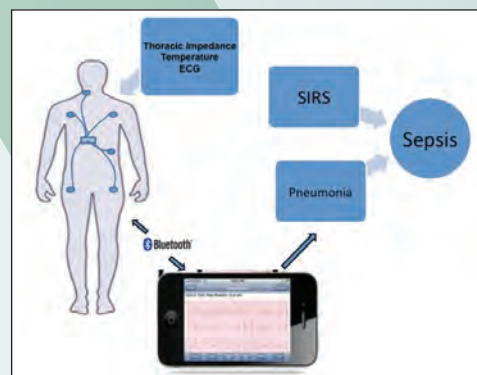 Thoracic Impedance
Temperature
ECG
SIRS
Sepsis
Pneumonia
Bluetooth